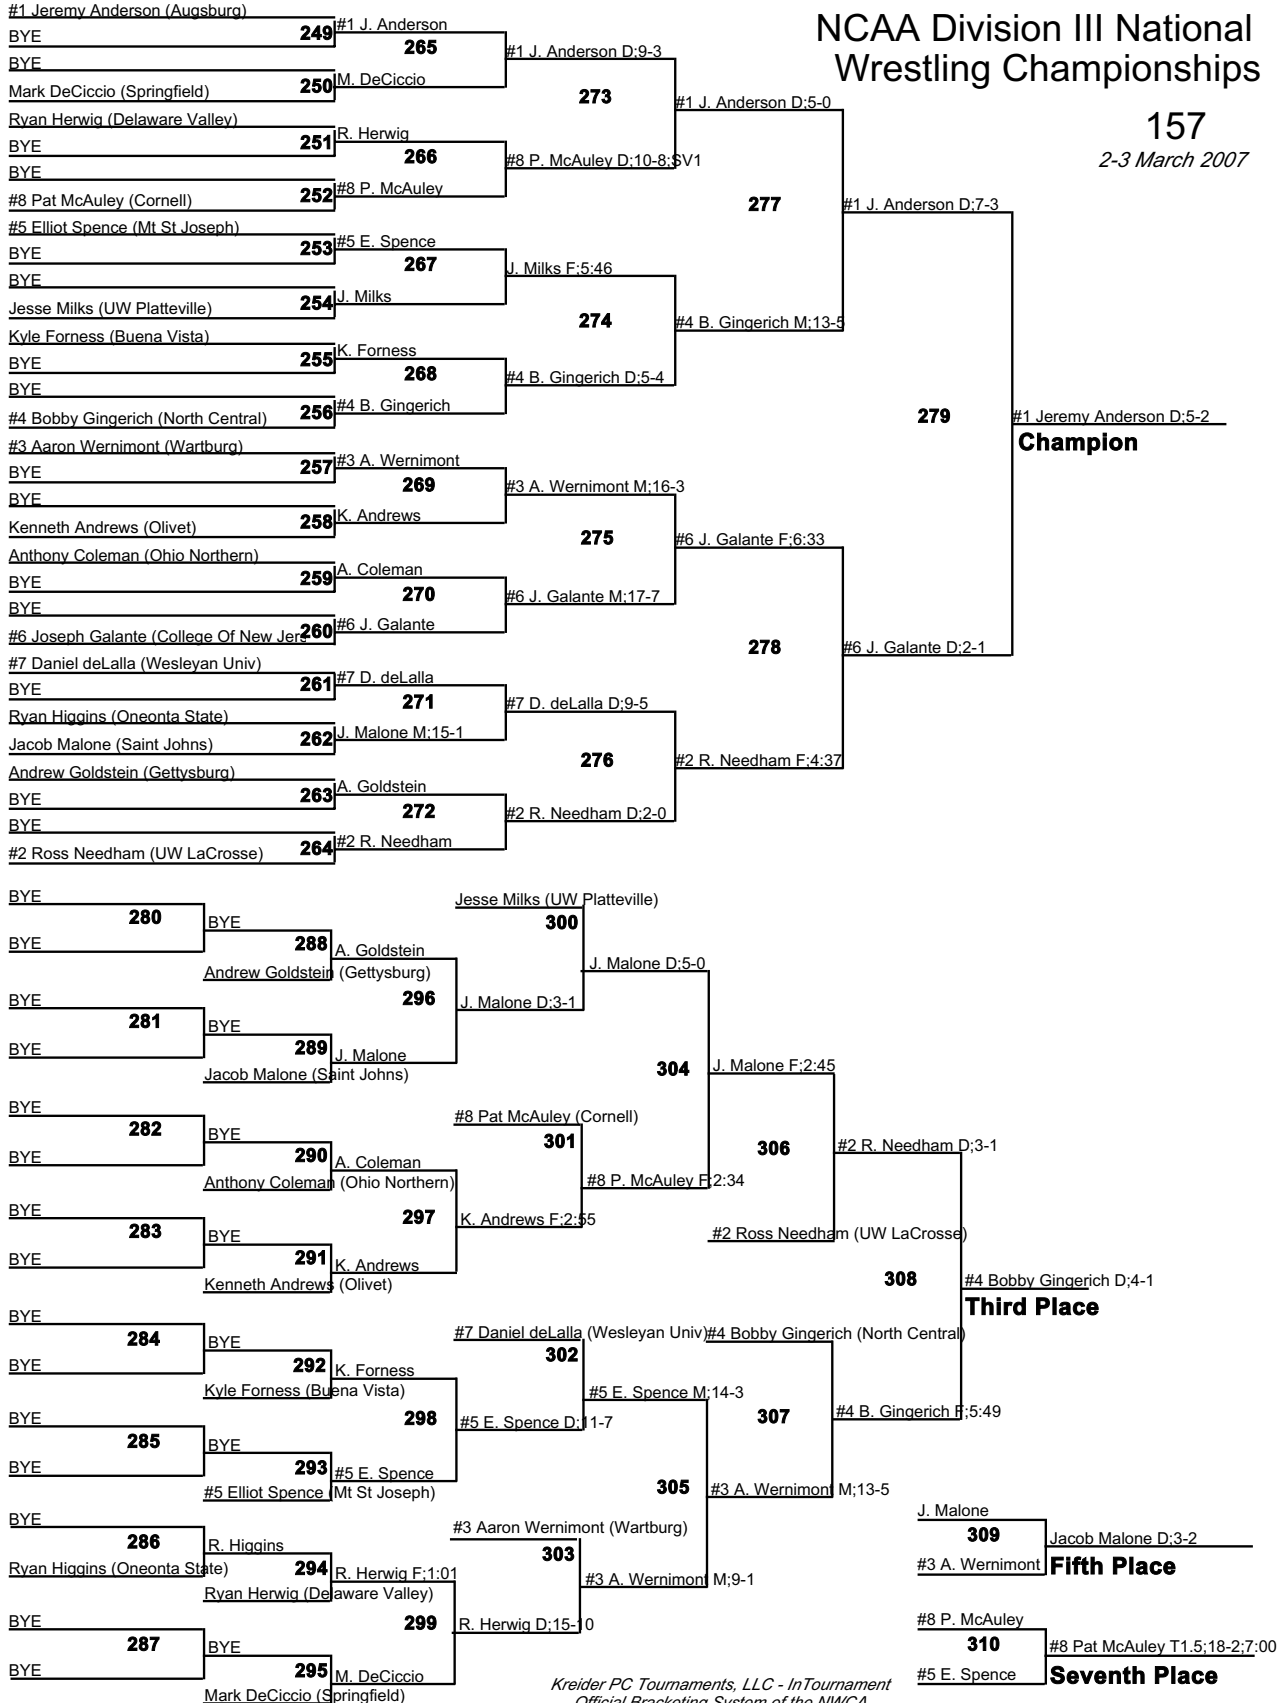 NCAA Division III National
Wrestling Championships
157
2-3 March 2007
#1 Jeremy Anderson (Augsburg)
BYE
249
BYE
Mark DeCiccio (Springfield)
250
Ryan Herwig (Delaware Valley)
BYE
251
BYE
#8 Pat McAuley (Cornell)
252
#5 Elliot Spence (Mt St Joseph)
BYE
253
BYE
Jesse Milks (UW Platteville)
254
Kyle Forness (Buena Vista)
BYE
255
BYE
#4 Bobby Gingerich (North Central)
256
#3 Aaron Wernimont (Wartburg)
BYE
257
BYE
Kenneth Andrews (Olivet)
258
Anthony Coleman (Ohio Northern)
BYE
259
BYE
#6 Joseph Galante (College Of New Jers
260
#7 Daniel deLalla (Wesleyan Univ)
BYE
261
Ryan Higgins (Oneonta State)
Jacob Malone (Saint Johns)
262
Andrew Goldstein (Gettysburg)
BYE
263
BYE
#2 Ross Needham (UW LaCrosse)
264
#1 J. Anderson
265
M. DeCiccio
R. Herwig
266
#8 P. McAuley
#5 E. Spence
267
J. Milks
K. Forness
268
#4 B. Gingerich
#3 A. Wernimont
269
K. Andrews
A. Coleman
270
#6 J. Galante
#7 D. deLalla
271
J. Malone M;15-1
A. Goldstein
272
#2 R. Needham
#1 J. Anderson D;9-3
273
#8 P. McAuley D;10-8;SV1
J. Milks F;5:46
274
#4 B. Gingerich D;5-4
#3 A. Wernimont M;16-3
275
#6 J. Galante M;17-7
#7 D. deLalla D;9-5
276
#2 R. Needham D;2-0
#1 J. Anderson D;5-0
277
#4 B. Gingerich M;13-5
#6 J. Galante F;6:33
278
#2 R. Needham F;4:37
#1 J. Anderson D;7-3
279
#6 J. Galante D;2-1
#1 Jeremy Anderson D;5-2
Champion
BYE
280
BYE
BYE
281
BYE
BYE
282
BYE
BYE
283
BYE
BYE
284
BYE
BYE
285
BYE
BYE
286
Ryan Higgins (Oneonta State)
BYE
287
BYE
BYE
288
Andrew Goldstein (Gettysburg)
BYE
289
Jacob Malone (Saint Johns)
BYE
290
Anthony Coleman (Ohio Northern)
BYE
291
Kenneth Andrews (Olivet)
BYE
292
Kyle Forness (Buena Vista)
BYE
293
#5 Elliot Spence (Mt St Joseph)
R. Higgins
294
Ryan Herwig (Delaware Valley)
BYE
295
Mark DeCiccio (Springfield)
A. Goldstein
296
J. Malone
A. Coleman
297
K. Andrews
K. Forness
298
#5 E. Spence
R. Herwig F;1:01
299
M. DeCiccio
Jesse Milks (UW Platteville)
300
J. Malone D;3-1
#8 Pat McAuley (Cornell)
301
K. Andrews F;2:55
#7 Daniel deLalla (Wesleyan Univ)
302
#5 E. Spence D;11-7
#3 Aaron Wernimont (Wartburg)
303
R. Herwig D;15-10
J. Malone D;5-0
304
#8 P. McAuley F;2:34
#5 E. Spence M;14-3
305
#3 A. Wernimont M;9-1
J. Malone F;2:45
306
#2 Ross Needham (UW LaCrosse)
#4 Bobby Gingerich (North Central)
307
#3 A. Wernimont M;13-5
#2 R. Needham D;3-1
308
#4 B. Gingerich F;5:49
#4 Bobby Gingerich D;4-1
Third Place
J. Malone
309
#3 A. Wernimont
Jacob Malone D;3-2
Fifth Place
#8 P. McAuley
310
#5 E. Spence
#8 Pat McAuley T1.5;18-2;7:00
Seventh Place
Kreider PC Tournaments, LLC - InTournament
Official Bracketing System of the NWCA